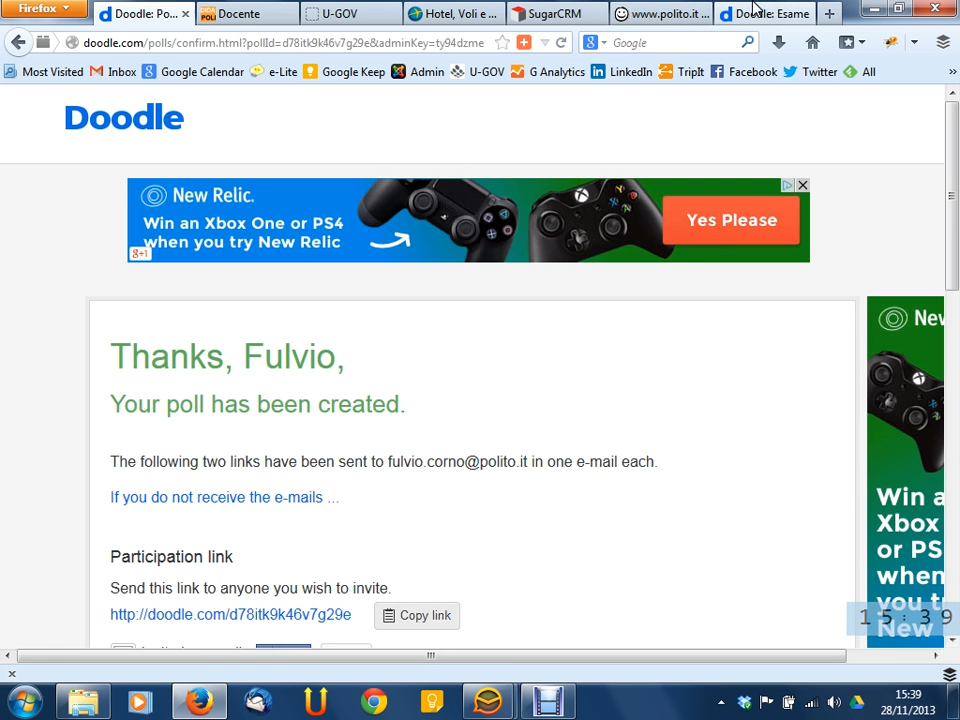 Firefox
Doodle: Po...
DIDA POLI
Docente
U-GOV
Hotel, Voli e ...
SugarCRM
www.polito.it ...
Doodle: Esame
doodle.com/polls/confirm.html?pollId=d78itk9k46v7g29e&adminKey=ty94dzme
Google
Most Visited
Inbox
Google Calendar
e-Lite
Google Keep
Admin
U-GOV
G Analytics
LinkedIn
TripIt
Facebook
Twitter
All
Doodle
New Relic.
Win an Xbox One or PS4
when you try New Relic
Yes Please
g+1
New
Thanks, Fulvio,
Your poll has been created.
The following two links have been sent to fulvio.corno@polito.it in one e-mail each.
If you do not receive the e-mails ...
Win a
Xbox
or PS
when
you t
New
Participation link
Send this link to anyone you wish to invite.
http://doodle.com/d78itk9k46v7g29e
Copy link
15:39
15:39
28/11/2013